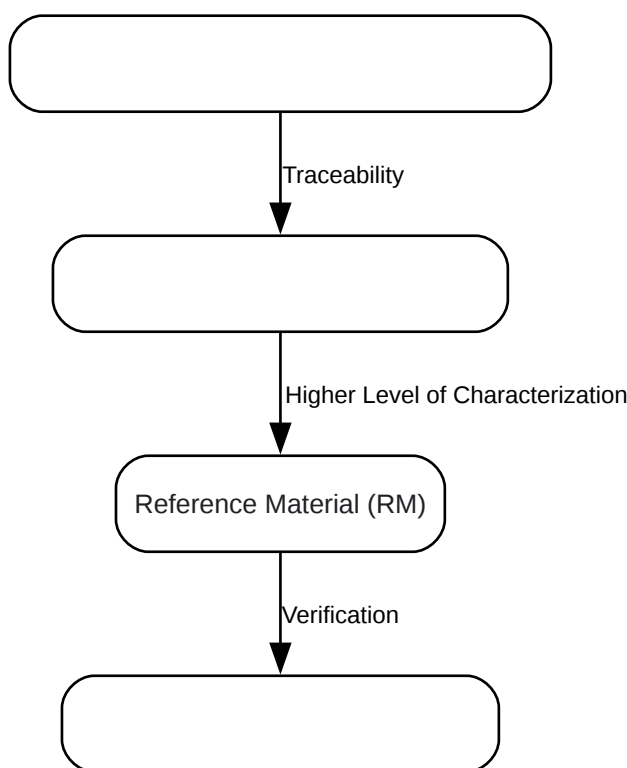 Traceability
Higher Level of Characterization
Reference Material (RM)
Verification